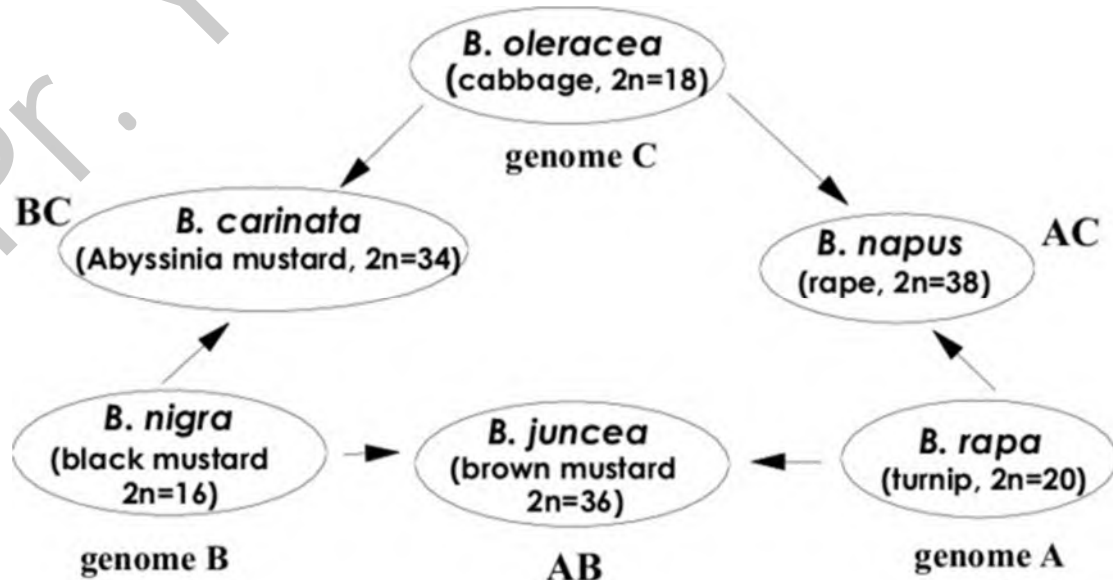 Pr. Y
B. oleracea
(cabbage, 2n=18)
genome C
BC
B. carinata
(Abyssinia mustard, 2n=34)
AC
B. napus
(rape, 2n=38)
B. nigra
(black mustard
2n=16)
genome B
B. juncea
(brown mustard
2n=36)
AB
B. rapa
(turnip, 2n=20)
genome A